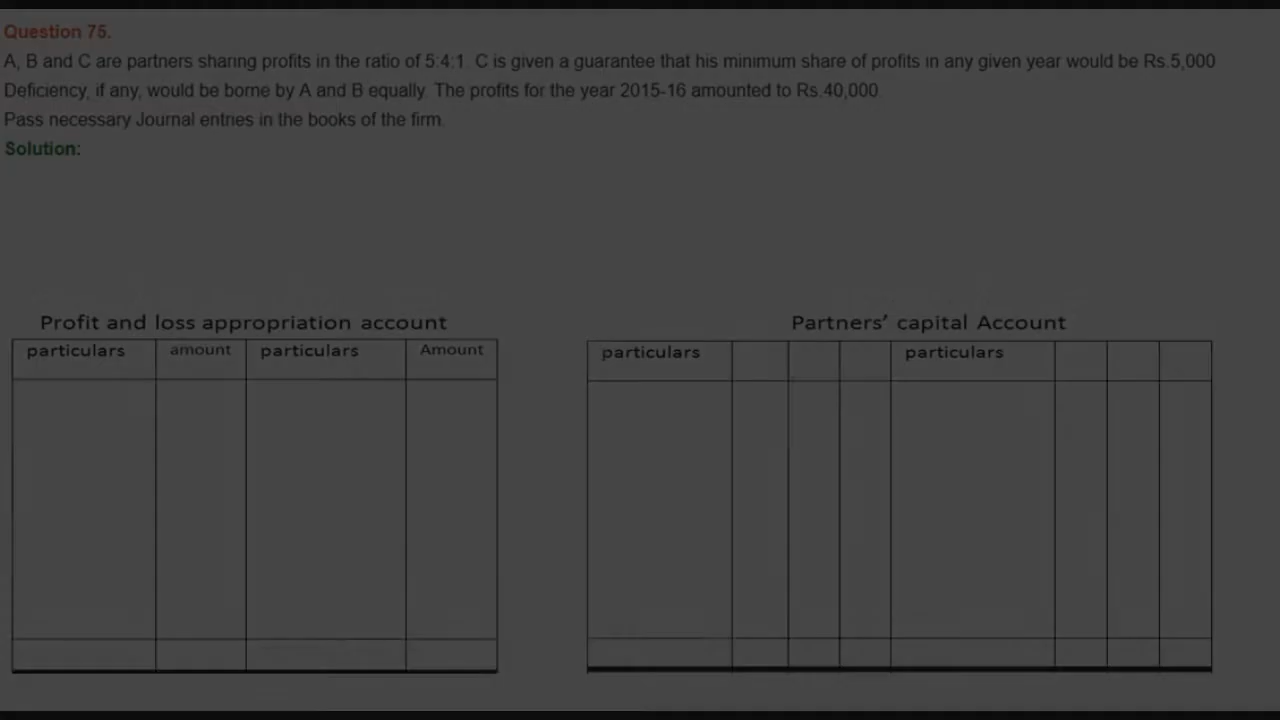 Question 75.
A, B and C are partners sharing profits in the ratio of 5:4:1. C is given a guarantee that his minimum share of profits in any given year would be Rs.5,000
Deficiency, if any, would be borne by A and B equally. The profits for the year 2015-16 amounted to Rs.40,000.
Pass necessary Journal entries in the books of the firm.
Solution:
Profit and loss appropriation account
particulars amount particulars Amount
Partners' capital Account
particulars particulars